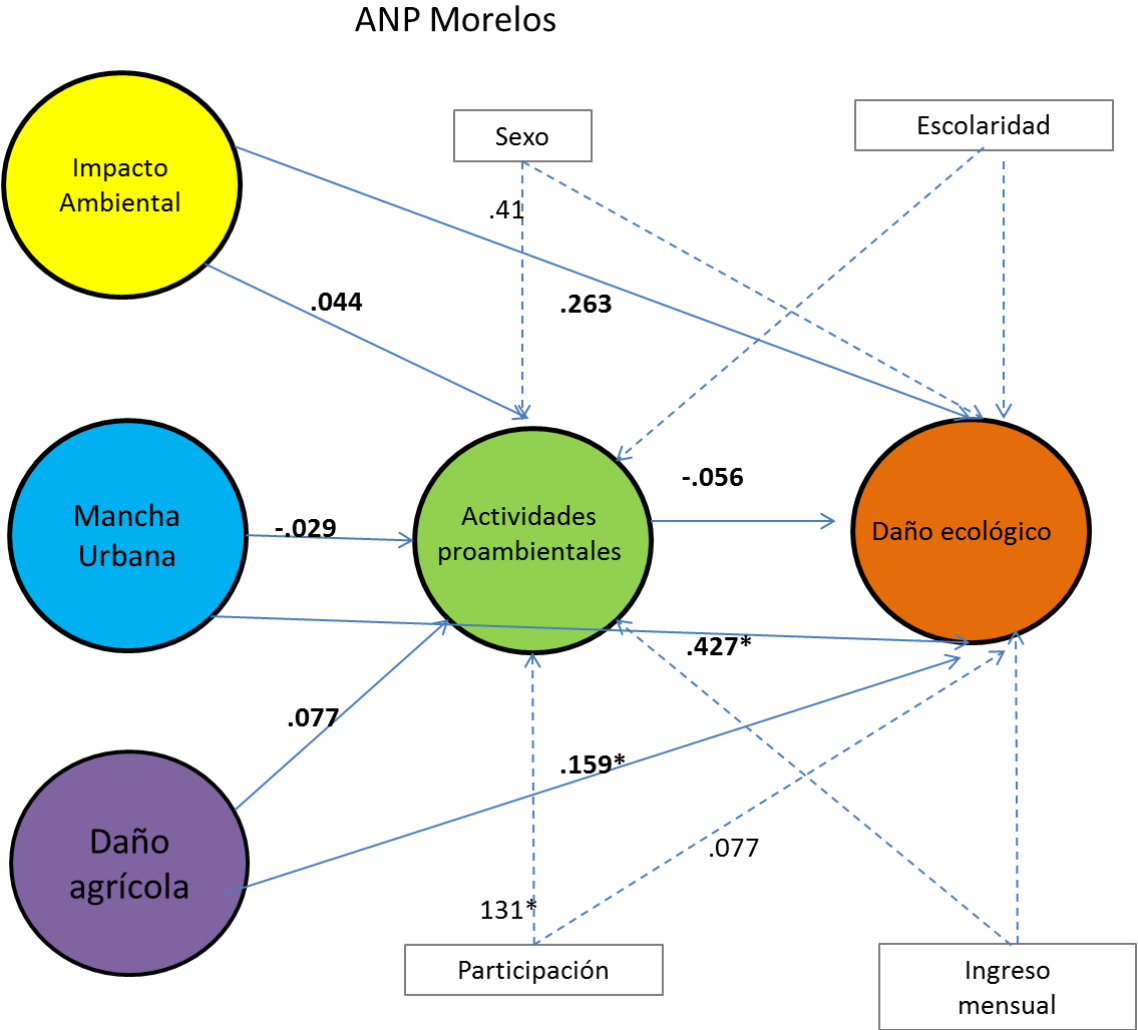 ANP Morelos
Sexo
Escolaridad
Impacto
Ambiental
.41
.044
.263
Mancha
Urbana
-.029
Actividades
proambientales
-.056
Daño ecológico
.427*
.077
.159*
Daño
agrícola
.077
131*
Participación
Ingreso
mensual